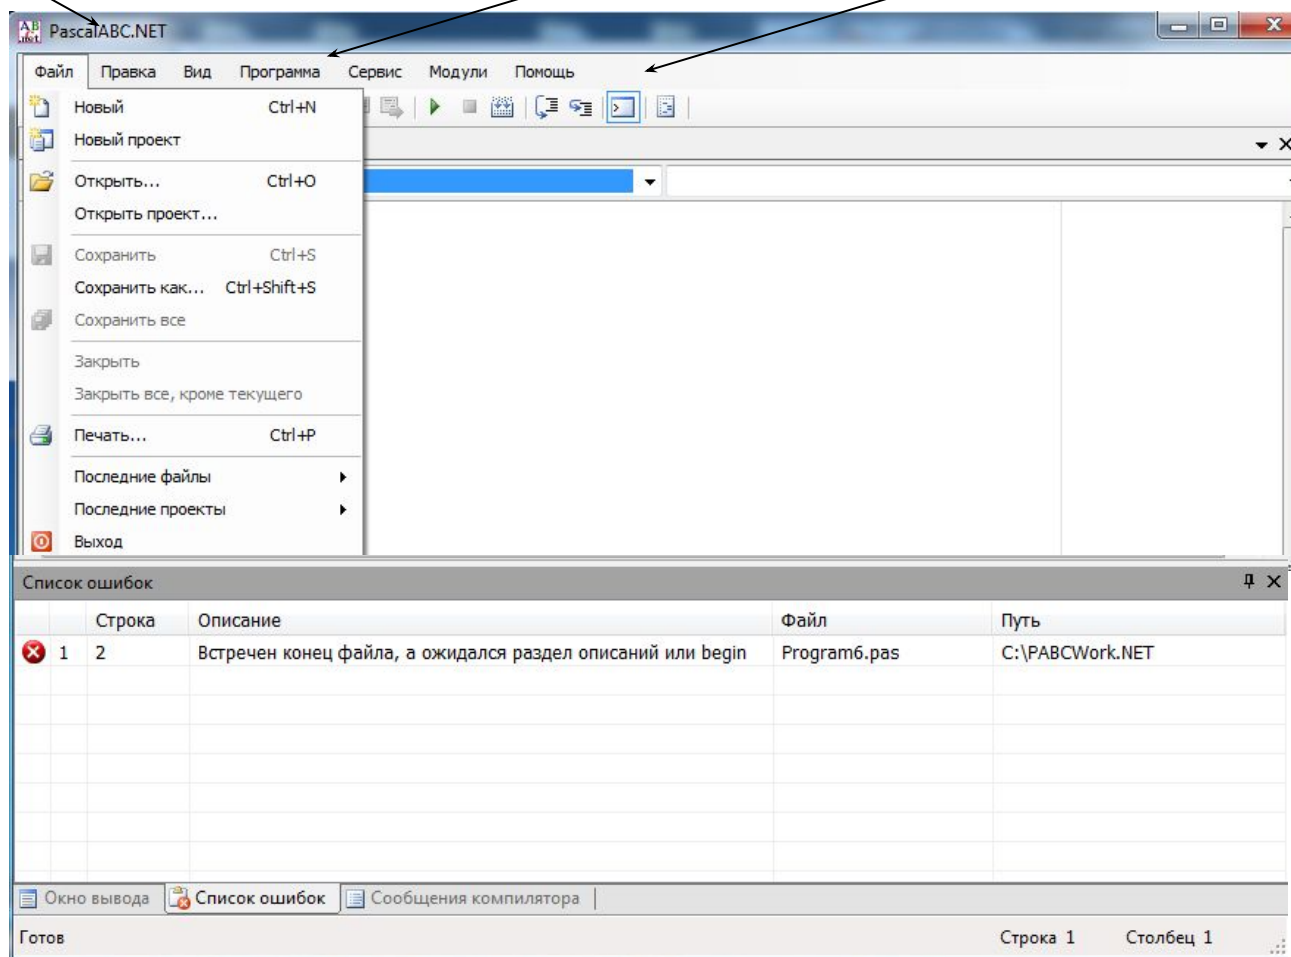 PascalABC.NET
Файл Правка Вид Программа Сервис Модули Помощь
Новый Ctrl+N
Новый проект
Открыть... Ctrl+O
Открыть проект...
Сохранить Ctrl+S
Сохранить как... Ctrl+Shift+S
Сохранить все
Закрыть
Закрыть все, кроме текущего
Печать... Ctrl+P
Последние файлы
Последние проекты
Выход
Список ошибок
Строка Описание Файл Путь
1 2 Встречен конец файла, а ожидался раздел описаний или begin Program6.pas C:\PABCWork.NET
Окно вывода Список ошибок Сообщения компилятора
Готов Строка 1 Столбец 1